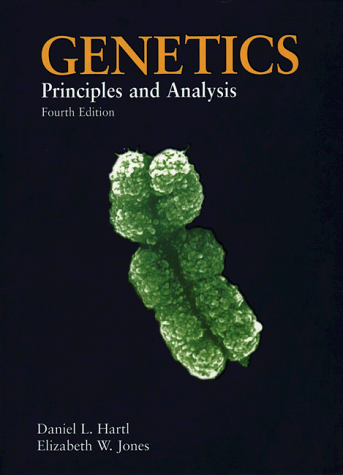 GENETICS
Principles and Analysis
Fourth Edition
Daniel L. Hartl
Elizabeth W. Jones